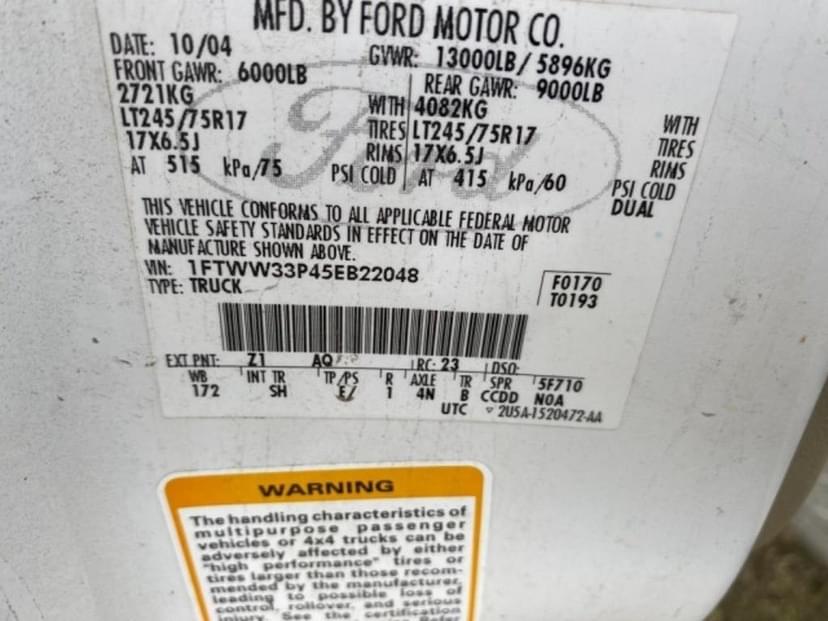 MFD. BY FORD MOTOR CO.
DATE: 10/04 GVWR: 13000LB/ 5896KG
FRONT GAWR: 6000LB REAR GAWR: 9000LB
2721KG WITH 4082KG WITH
LT245/75R17 TIRES LT245/75R17 TIRES
17X6.5J RIMS 17X6.5J RIMS
AT 515 kPa/75 PSI COLD AT 415 kPa/60 PSI COLD
DUAL
Ford
THIS VEHICLE CONFORMS TO ALL APPLICABLE FEDERAL MOTOR
VEHICLE SAFETY STANDARDS IN EFFECT ON THE DATE OF
MANUFACTURE SHOWN ABOVE.
VIN: 1FTWW33P45EB22048
TYPE: TRUCK
F0170
T0193
EXT PNT: Z1 AQ RC: 23 DSO:
WB INT TR TP/PS R AXLE TR SPR 5F710
172 SH 1 4N B CCDD N0A
UTC ▽ 2U5A-1520472-AA
WARNING
The handling characteristics of
multipurpose passenger
vehicles or 4x4 trucks can be
adversely affected by either
"high performance" tires or
tires larger than those recom-
mended by the manufacturer,
leading to possible loss of
control, rollover, and serious
injury. See the certification